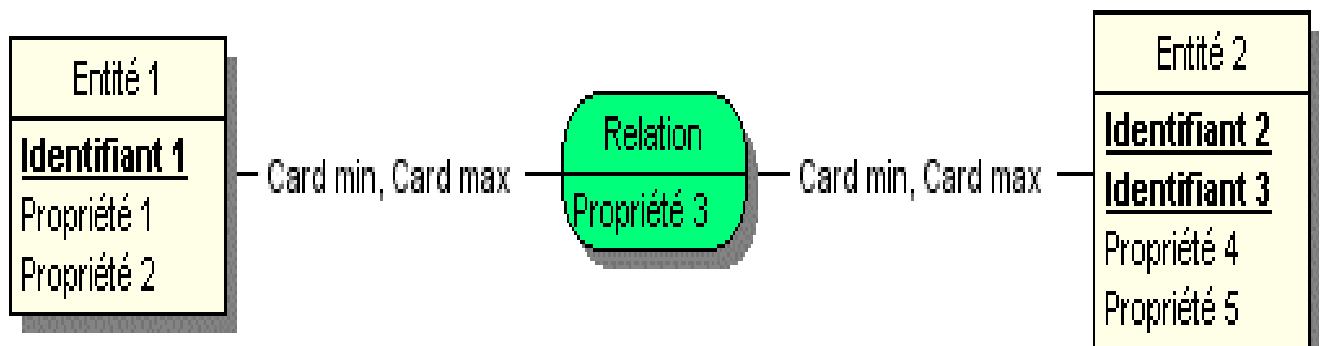 Entité 1
Identifiant 1
Propriété 1
Propriété 2
Card min, Card max
Relation
Propriété 3
Card min, Card max
Entité 2
Identifiant 2
Identifiant 3
Propriété 4
Propriété 5